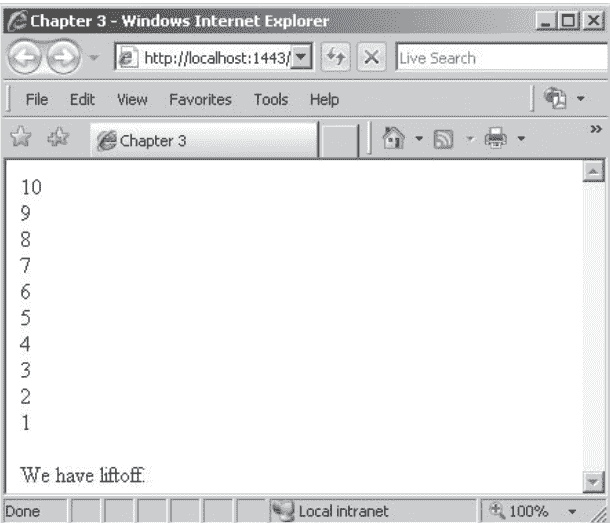 Chapter 3 - Windows Internet Explorer
http://localhost:1443/
Live Search
File Edit View Favorites Tools Help
Chapter 3
»
10
9
8
7
6
5
4
3
2
1
We have liftoff.
Done
Local intranet
100%